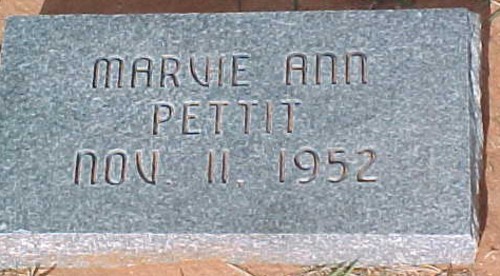 MARVIE ANN
PETTIT
NOV. 11. 1952